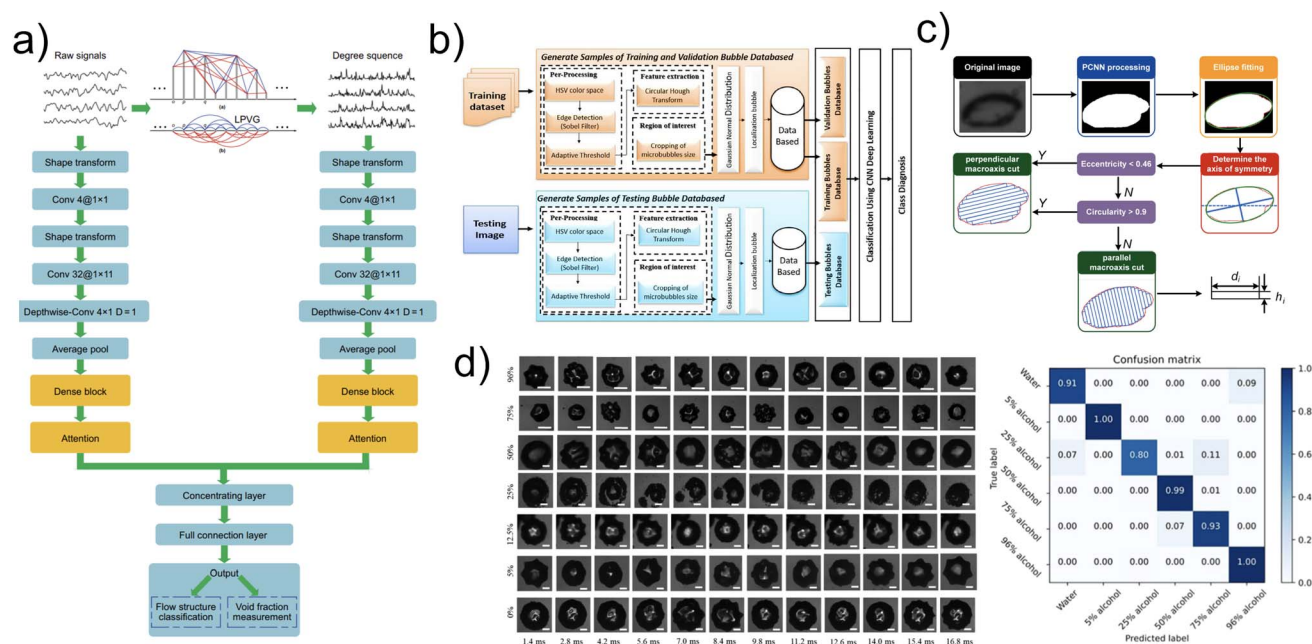 a)
Raw signals
Degree squence
LPVG
(a)
(b)
Shape transform
Conv 4@1×1
Shape transform
Conv 32@1×11
Depthwise-Conv 4×1 D=1
Average pool
Dense block
Attention
Shape transform
Conv 4@1×1
Shape transform
Conv 32@1×11
Depthwise-Conv 4×1 D=1
Average pool
Dense block
Attention
Concentrating layer
Full connection layer
Output
Flow structure
classification
Void fraction
measurement
b)
Training
dataset
Generate Samples of Training and Validation Bubble Databased
Per-Processing
HSV color space
Edge Detection
(Sobel Filter)
Adaptive Threshold
Feature extraction
Circular Hough
Transform
Region of interest
Cropping of
microbubbles size
Gaussian Normal Distribution
Localization bubble
Data
Based
Testing
Image
Generate Samples of Testing Bubble Databased
Per-Processing
HSV color space
Edge Detection
(Sobel Filter)
Adaptive Threshold
Feature extraction
Circular Hough
Transform
Region of interest
Cropping of
microbubbles size
Gaussian Normal Distribution
Localization bubble
Data
Based
Validation Bubbles
Database
Training Bubbles
Database
Testing Bubbles
Database
Classification Using CNN Deep Learning
Class Diagnosis
c)
Original image
PCNN processing
Ellipse fitting
perpendicular
macroaxis cut
Y
Eccentricity < 0.46
Determine the
axis of symmetry
N
Y
Circularity > 0.9
N
parallel
macroaxis cut
di
hi
d)
96%
75%
50%
25%
12.5%
5%
0%
1.4 ms 2.8 ms 4.2 ms 5.6 ms 7.0 ms 8.4 ms 9.8 ms 11.2 ms 12.6 ms 14.0 ms 15.4 ms 16.8 ms
Confusion matrix
True label
Water 0.91 0.00 0.00 0.00 0.00 0.09
5% alcohol 0.00 1.00 0.00 0.00 0.00 0.00
25% alcohol 0.07 0.00 0.80 0.01 0.11 0.00
50% alcohol 0.00 0.00 0.00 0.99 0.01 0.00
75% alcohol 0.00 0.00 0.00 0.07 0.93 0.00
96% alcohol 0.00 0.00 0.00 0.00 0.00 1.00
Water 5% alcohol 25% alcohol 50% alcohol 75% alcohol 96% alcohol
Predicted label
1.0
0.8
0.6
0.4
0.2
0.0